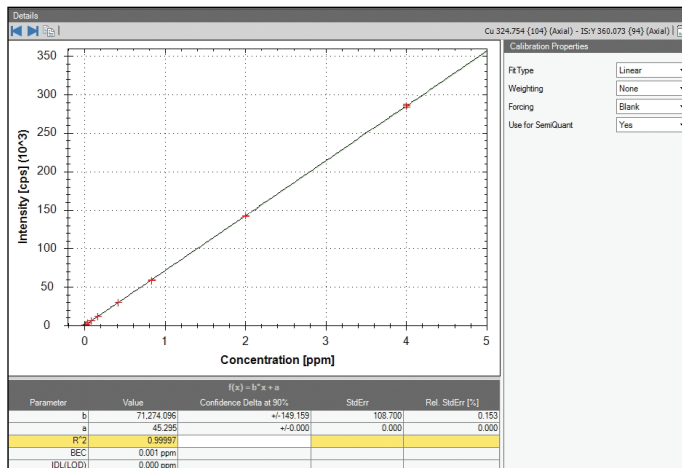 Details
Cu 324.754 {104} (Axial) - IS:Y 360.073 {94} (Axial)
Calibration Properties
Fit Type Linear
Weighting None
Forcing Blank
Use for SemiQuant Yes
Intensity [cps] (10^3)
350
300
250
200
150
100
50
0
0 1 2 3 4 5
Concentration [ppm]
f(x) = b*x + a
Parameter Value Confidence Delta at 90% StdErr Rel. StdErr [%]
b 71,274.096 +/-149.159 108.700 0.153
a 45.295 +/-0.000 0.000 0.000
R^2 0.99997
BEC 0.001 ppm
IDL(LOD) 0.000 ppm